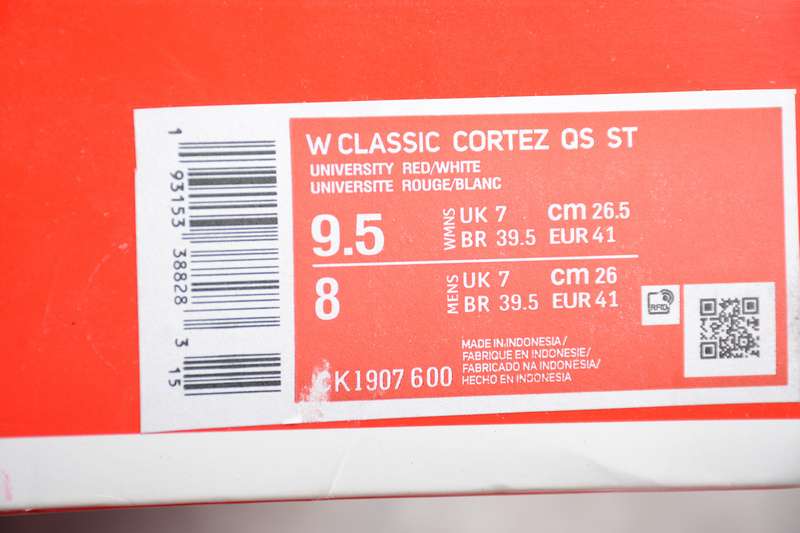 W CLASSIC CORTEZ QS ST
UNIVERSITY RED/WHITE
UNIVERSITE ROUGE/BLANC
9.5 WMNS UK 7 cm 26.5
BR 39.5 EUR 41
8 MENS UK 7 cm 26
BR 39.5 EUR 41
CK1907 600
MADE IN INDONESIA/
FABRIQUE EN INDONESIE/
FABRICADO NA INDONESIA/
HECHO EN INDONESIA
RFID
1 93153 38828 3 15